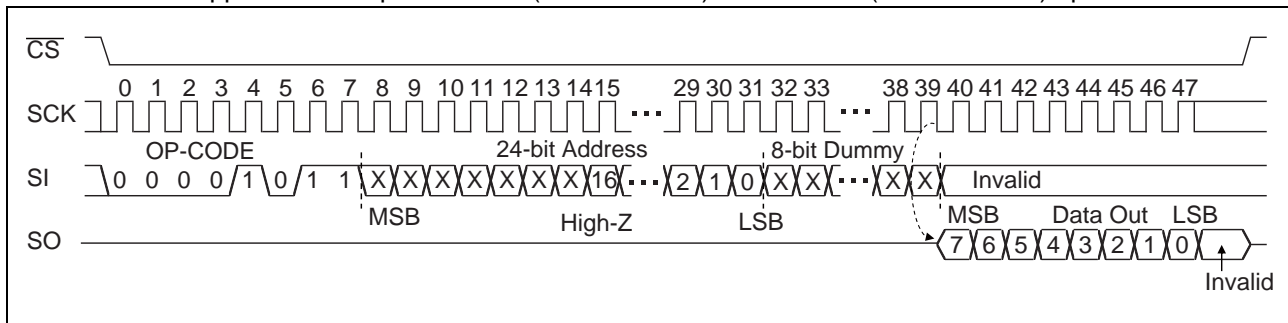 CS
0 1 2 3 4 5 6 7 8 9 10 11 12 13 14 15 29 30 31 32 33 38 39 40 41 42 43 44 45 46 47
SCK
OP-CODE 24-bit Address 8-bit Dummy
SI 0 0 0 0 1 0 1 1 X X X X X X X 16 2 1 0 X X X X Invalid
MSB High-Z LSB MSB Data Out LSB
SO 7 6 5 4 3 2 1 0
Invalid